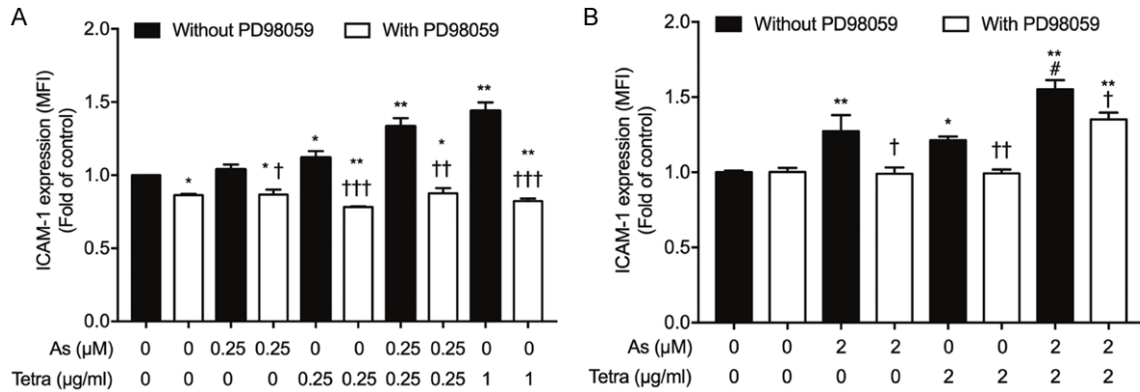 A
B
Without PD98059 With PD98059
Without PD98059 With PD98059
ICAM-1 expression (MFI)
(Fold of control)
2.0
1.5
1.0
0.5
0.0
* * † * ** ††† ** * †† ** ** †††
As (µM) 0 0 0.25 0.25 0 0 0.25 0.25 0 0
Tetra (µg/ml) 0 0 0 0 0.25 0.25 0.25 0.25 1 1
ICAM-1 expression (MFI)
(Fold of control)
2.0
1.5
1.0
0.5
0.0
** † * †† ** # ** †
As (µM) 0 0 2 2 0 0 2 2
Tetra (µg/ml) 0 0 0 0 2 2 2 2